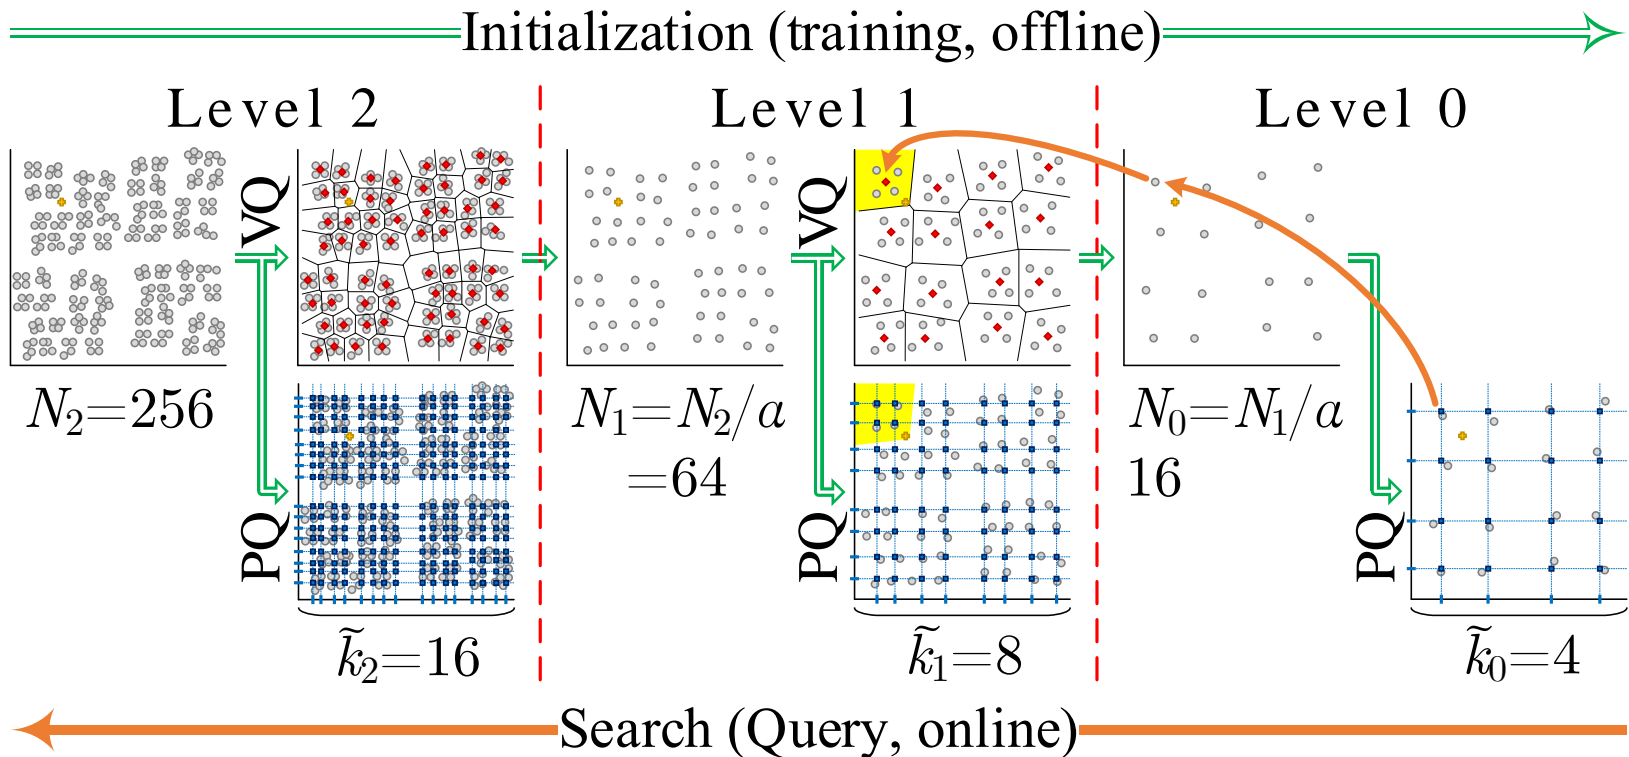 Initialization (training, offline)
Level 2
Level 1
Level 0
VQ
VQ
N₂=256
N₁=N₂/α
=64
N₀=N₁/α
16
PQ
PQ
PQ
k̃₂=16
k̃₁=8
k̃₀=4
Search (Query, online)